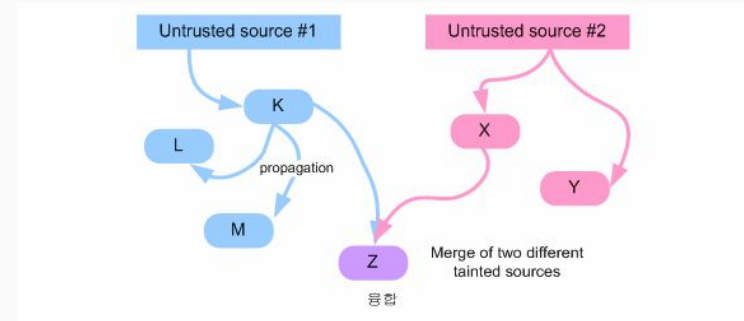 Untrusted source #1
Untrusted source #2
K
X
L
propagation
Y
M
Z
Merge of two different
tainted sources
융합